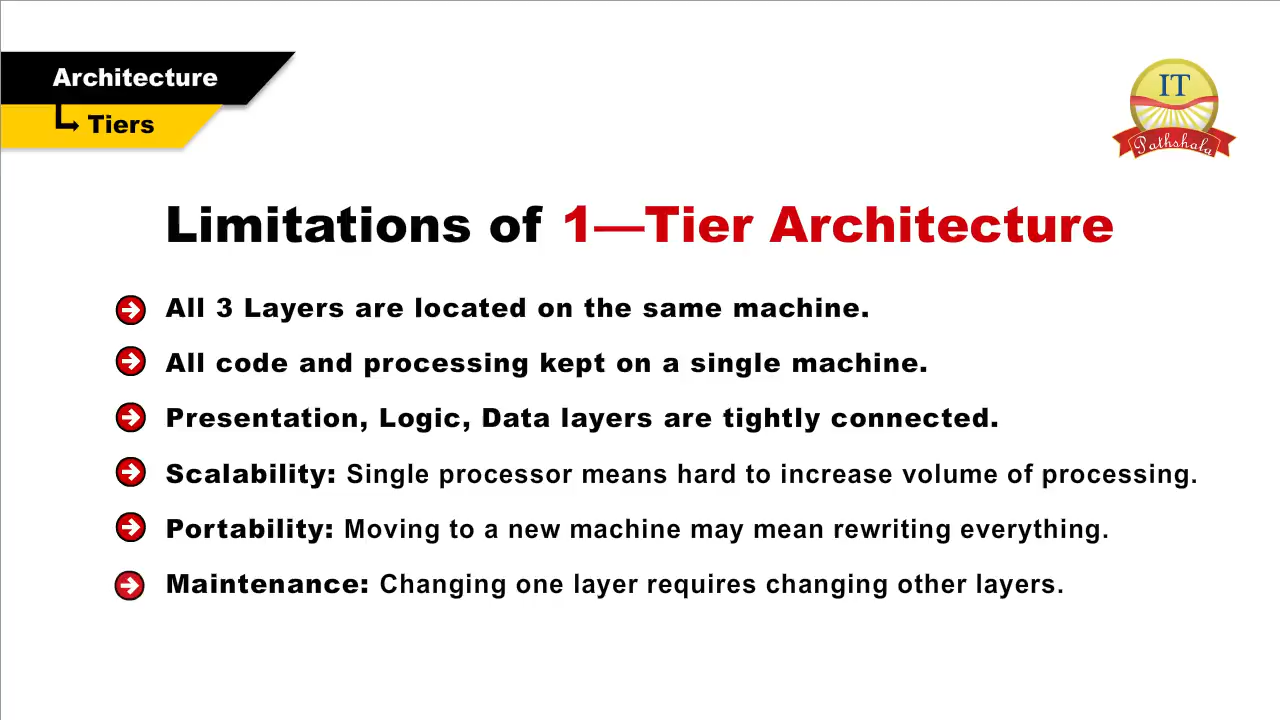 Architecture
Tiers
IT
Pathshala
Limitations of 1—Tier Architecture
All 3 Layers are located on the same machine.
All code and processing kept on a single machine.
Presentation, Logic, Data layers are tightly connected.
Scalability: Single processor means hard to increase volume of processing.
Portability: Moving to a new machine may mean rewriting everything.
Maintenance: Changing one layer requires changing other layers.